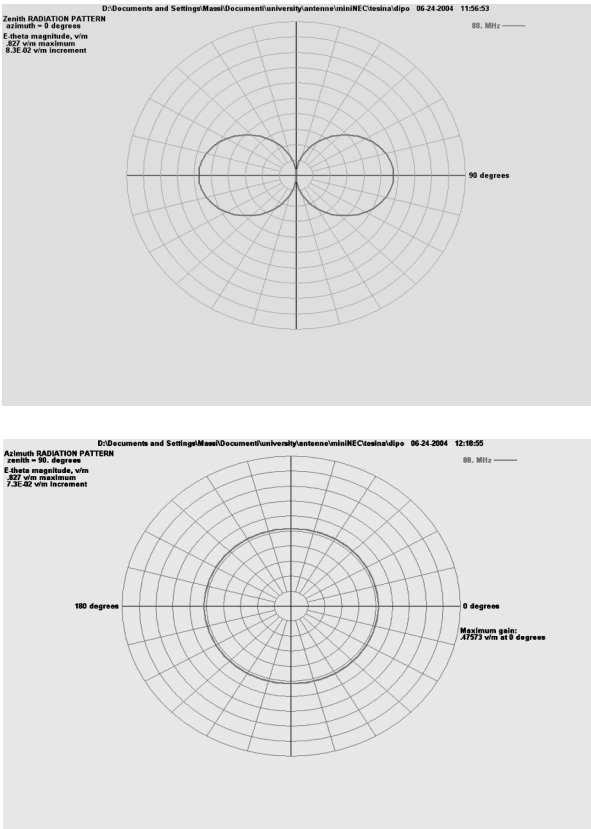 D:\Documents and Settings\Massi\Documenti\university\antenne\miniNEC\tesina\dipo 06-24-2004 11:56:53
Zenith RADIATION PATTERN
azimuth = 0 degrees
E-theta magnitude, v/m
.827 v/m maximum
8.3E-02 v/m increment
88. MHz
90 degrees
D:\Documents and Settings\Massi\Documenti\university\antenne\miniNEC\tesina\dipo 06-24-2004 12:18:55
Azimuth RADIATION PATTERN
zenith = 90. degrees
E-theta magnitude, v/m
.827 v/m maximum
7.3E-02 v/m increment
88. MHz
180 degrees
0 degrees
Maximum gain:
.47573 v/m at 0 degrees